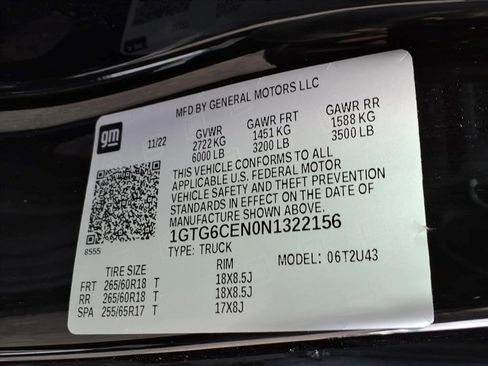 MFD BY GENERAL MOTORS LLC
gm
11/22
GVWR
2722 KG
6000 LB
GAWR FRT
1451 KG
3200 LB
GAWR RR
1588 KG
3500 LB
THIS VEHICLE CONFORMS TO ALL
APPLICABLE U.S. FEDERAL MOTOR
VEHICLE SAFETY AND THEFT PREVENTION
STANDARDS IN EFFECT ON THE DATE OF
MANUFACTURE SHOWN ABOVE.
1GTG6CEN0N1322156
8555
TYPE: TRUCK
MODEL: 06T2U43
TIRE SIZE RIM
FRT 265/60R18 T 18X8.5J
RR 265/60R18 T 18X8.5J
SPA 255/65R17 T 17X8J